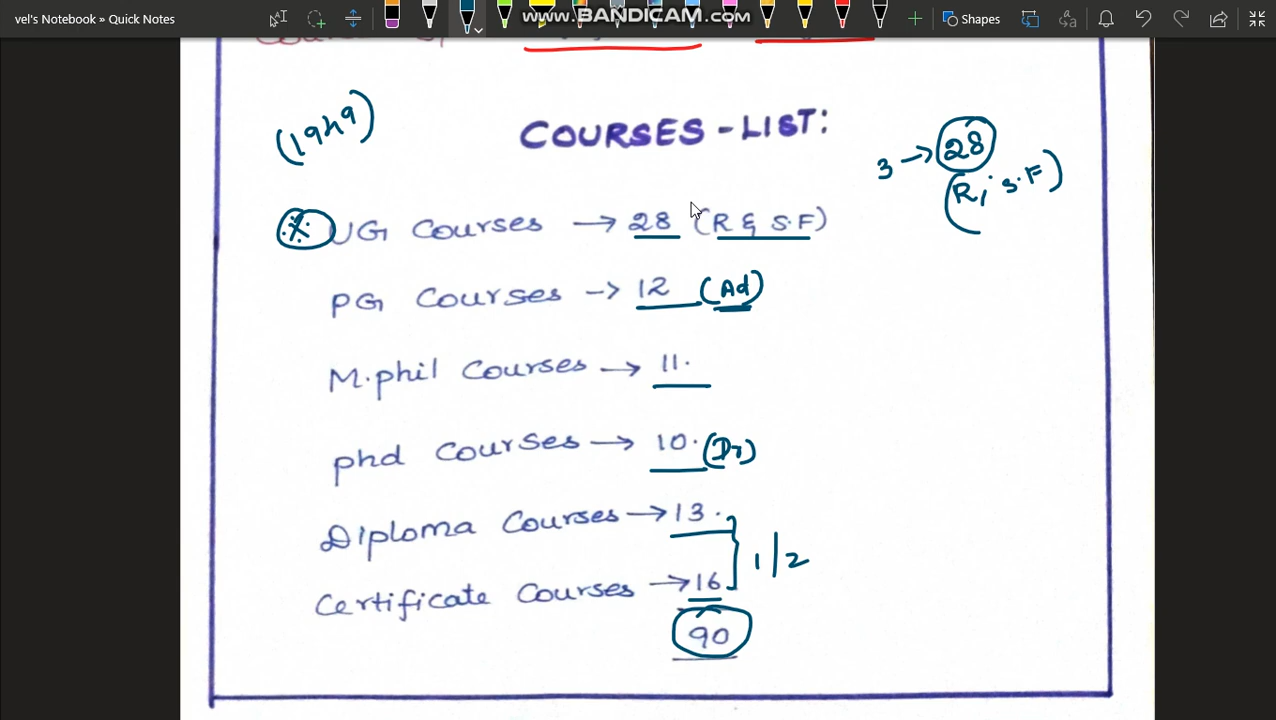 vel's Notebook » Quick Notes
www.BANDICAM.com
Shapes
(1949)
COURSES - LIST:
3 → 28
(R, S.F)
UG Courses → 28 (R & S.F)
PG Courses -> 12 (Ad)
M.phil Courses → 11.
phd Courses → 10. (Dr)
Diploma Courses → 13.
1/2
Certificate Courses → 16
90